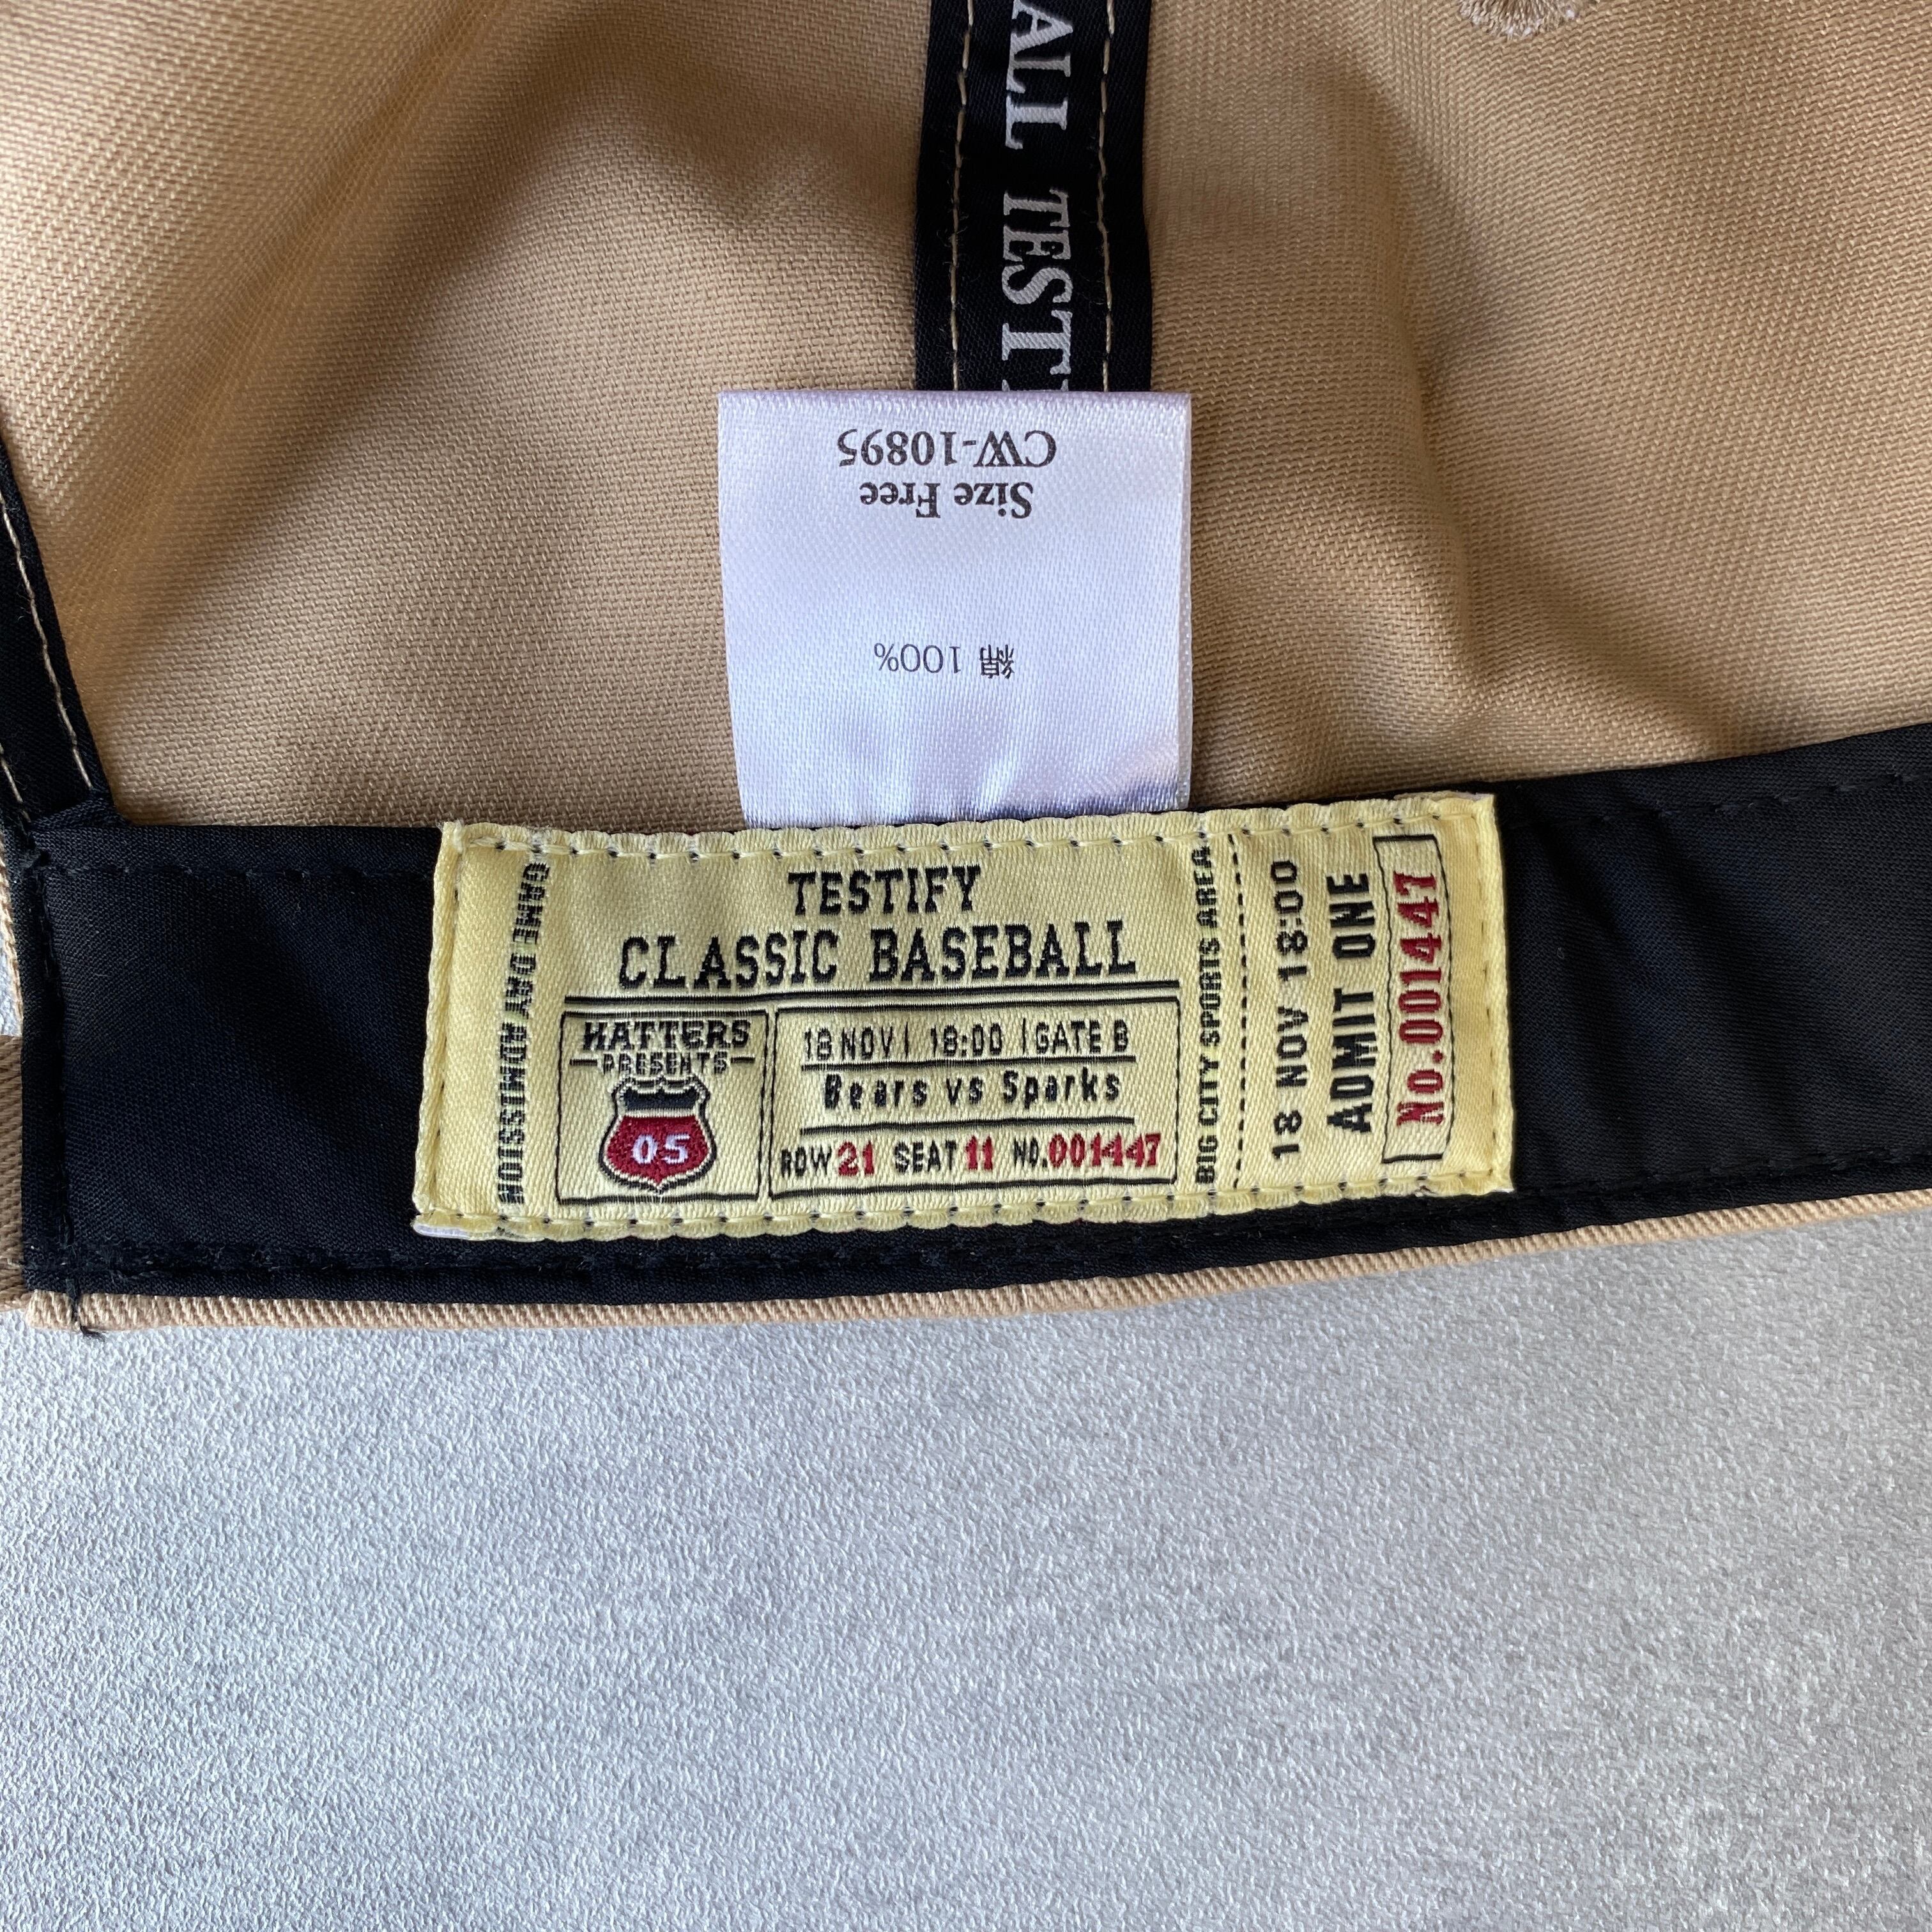 ALL TEST
CW-10895
Size Free
綿 100%
GAME DAY ADMISSION
TESTIFY
CLASSIC BASEBALL
HATTERS
PRESENTS
05
18 NOV | 18:00 | GATE B
Bears vs Sparks
ROW 21 SEAT 11 NO.001447
BIG CITY SPORTS AREA
18 NOV 18:00
ADMIT ONE
No.001447